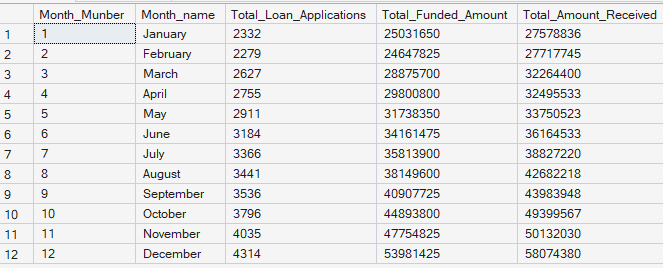 Month_Munber Month_name Total_Loan_Applications Total_Funded_Amount Total_Amount_Received
1 1 January 2332 25031650 27578836
2 2 February 2279 24647825 27717745
3 3 March 2627 28875700 32264400
4 4 April 2755 29800800 32495533
5 5 May 2911 31738350 33750523
6 6 June 3184 34161475 36164533
7 7 July 3366 35813900 38827220
8 8 August 3441 38149600 42682218
9 9 September 3536 40907725 43983948
10 10 October 3796 44893800 49399567
11 11 November 4035 47754825 50132030
12 12 December 4314 53981425 58074380